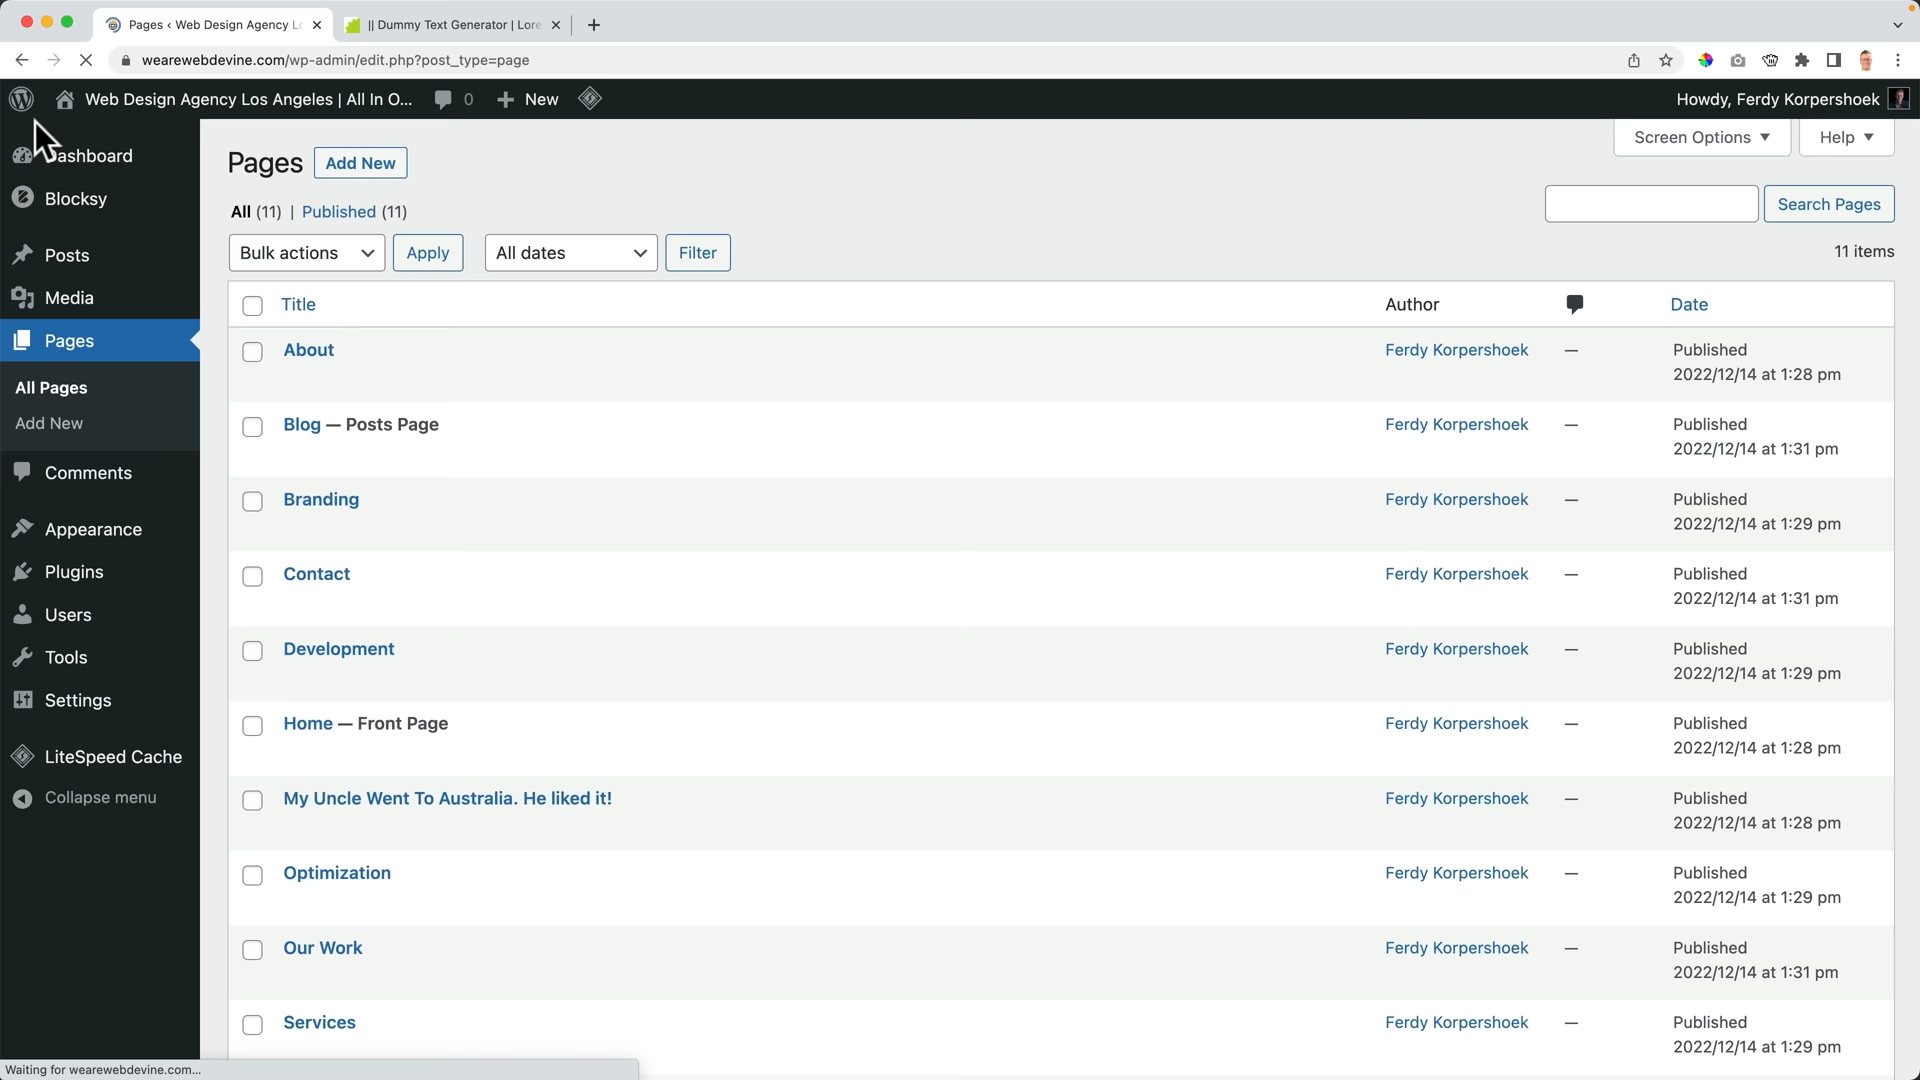 Pages ‹ Web Design Agency Lo
|| Dummy Text Generator | Lore
wearewebdevine.com/wp-admin/edit.php?post_type=page
Web Design Agency Los Angeles | All In O...
0
New
Howdy, Ferdy Korpershoek
Dashboard
Blocksy
Posts
Media
Pages
All Pages
Add New
Comments
Appearance
Plugins
Users
Tools
Settings
LiteSpeed Cache
Collapse menu
Screen Options ▼
Help ▼
Pages
Add New
All (11) | Published (11)
Search Pages
Bulk actions
Apply
All dates
Filter
11 items
Title
Author
Date
About
Ferdy Korpershoek
—
Published
2022/12/14 at 1:28 pm
Blog — Posts Page
Ferdy Korpershoek
—
Published
2022/12/14 at 1:31 pm
Branding
Ferdy Korpershoek
—
Published
2022/12/14 at 1:29 pm
Contact
Ferdy Korpershoek
—
Published
2022/12/14 at 1:31 pm
Development
Ferdy Korpershoek
—
Published
2022/12/14 at 1:29 pm
Home — Front Page
Ferdy Korpershoek
—
Published
2022/12/14 at 1:28 pm
My Uncle Went To Australia. He liked it!
Ferdy Korpershoek
—
Published
2022/12/14 at 1:28 pm
Optimization
Ferdy Korpershoek
—
Published
2022/12/14 at 1:29 pm
Our Work
Ferdy Korpershoek
—
Published
2022/12/14 at 1:31 pm
Services
Ferdy Korpershoek
—
Published
2022/12/14 at 1:29 pm
Waiting for wearewebdevine.com...